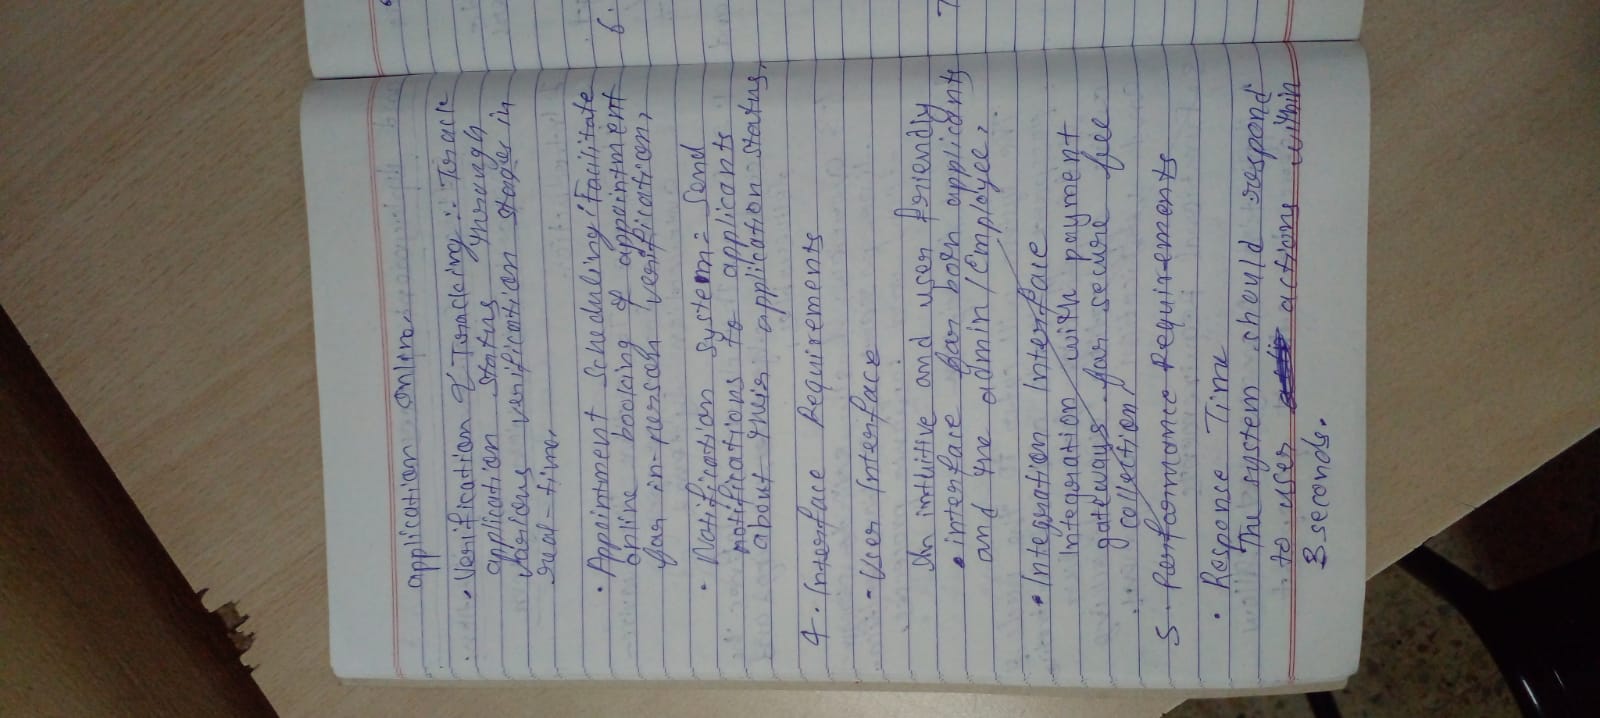 application online.
• Verification & Tracking :- Track
application status through
various verification stages in
real-time.
• Appointment Scheduling: Facilitate
online booking of appointment
for in-person verification,
• Notification System:- Send
notifications to applicants
about their application status,
4. Interface Requirements
- User Interface
An intuitive and user friendly
• interface for both applicants
and the admin/Employee,
• Integration Interface
Integration with payment
gateways for secure fee
collection
5. Performance Requirements
• Response Time
The system should respond
to user actions within
3 seconds.
6.
7